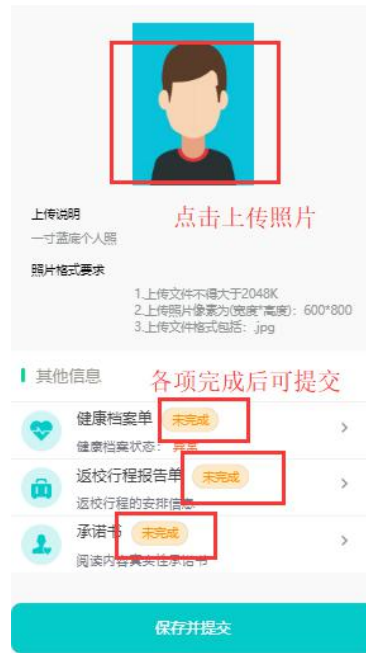 上传说明
点击上传照片
一寸蓝底个人照
照片格式要求
1.上传文件不得大于2048K
2.上传照片像素为(宽度*高度)：600*800
3.上传文件格式包括：.jpg
其他信息
各项完成后可提交
健康档案单 未完成
健康档案状态： 异常
返校行程报告单 未完成
返校行程的安排信息
承诺书 未完成
阅读内容真实性承诺书
保存并提交